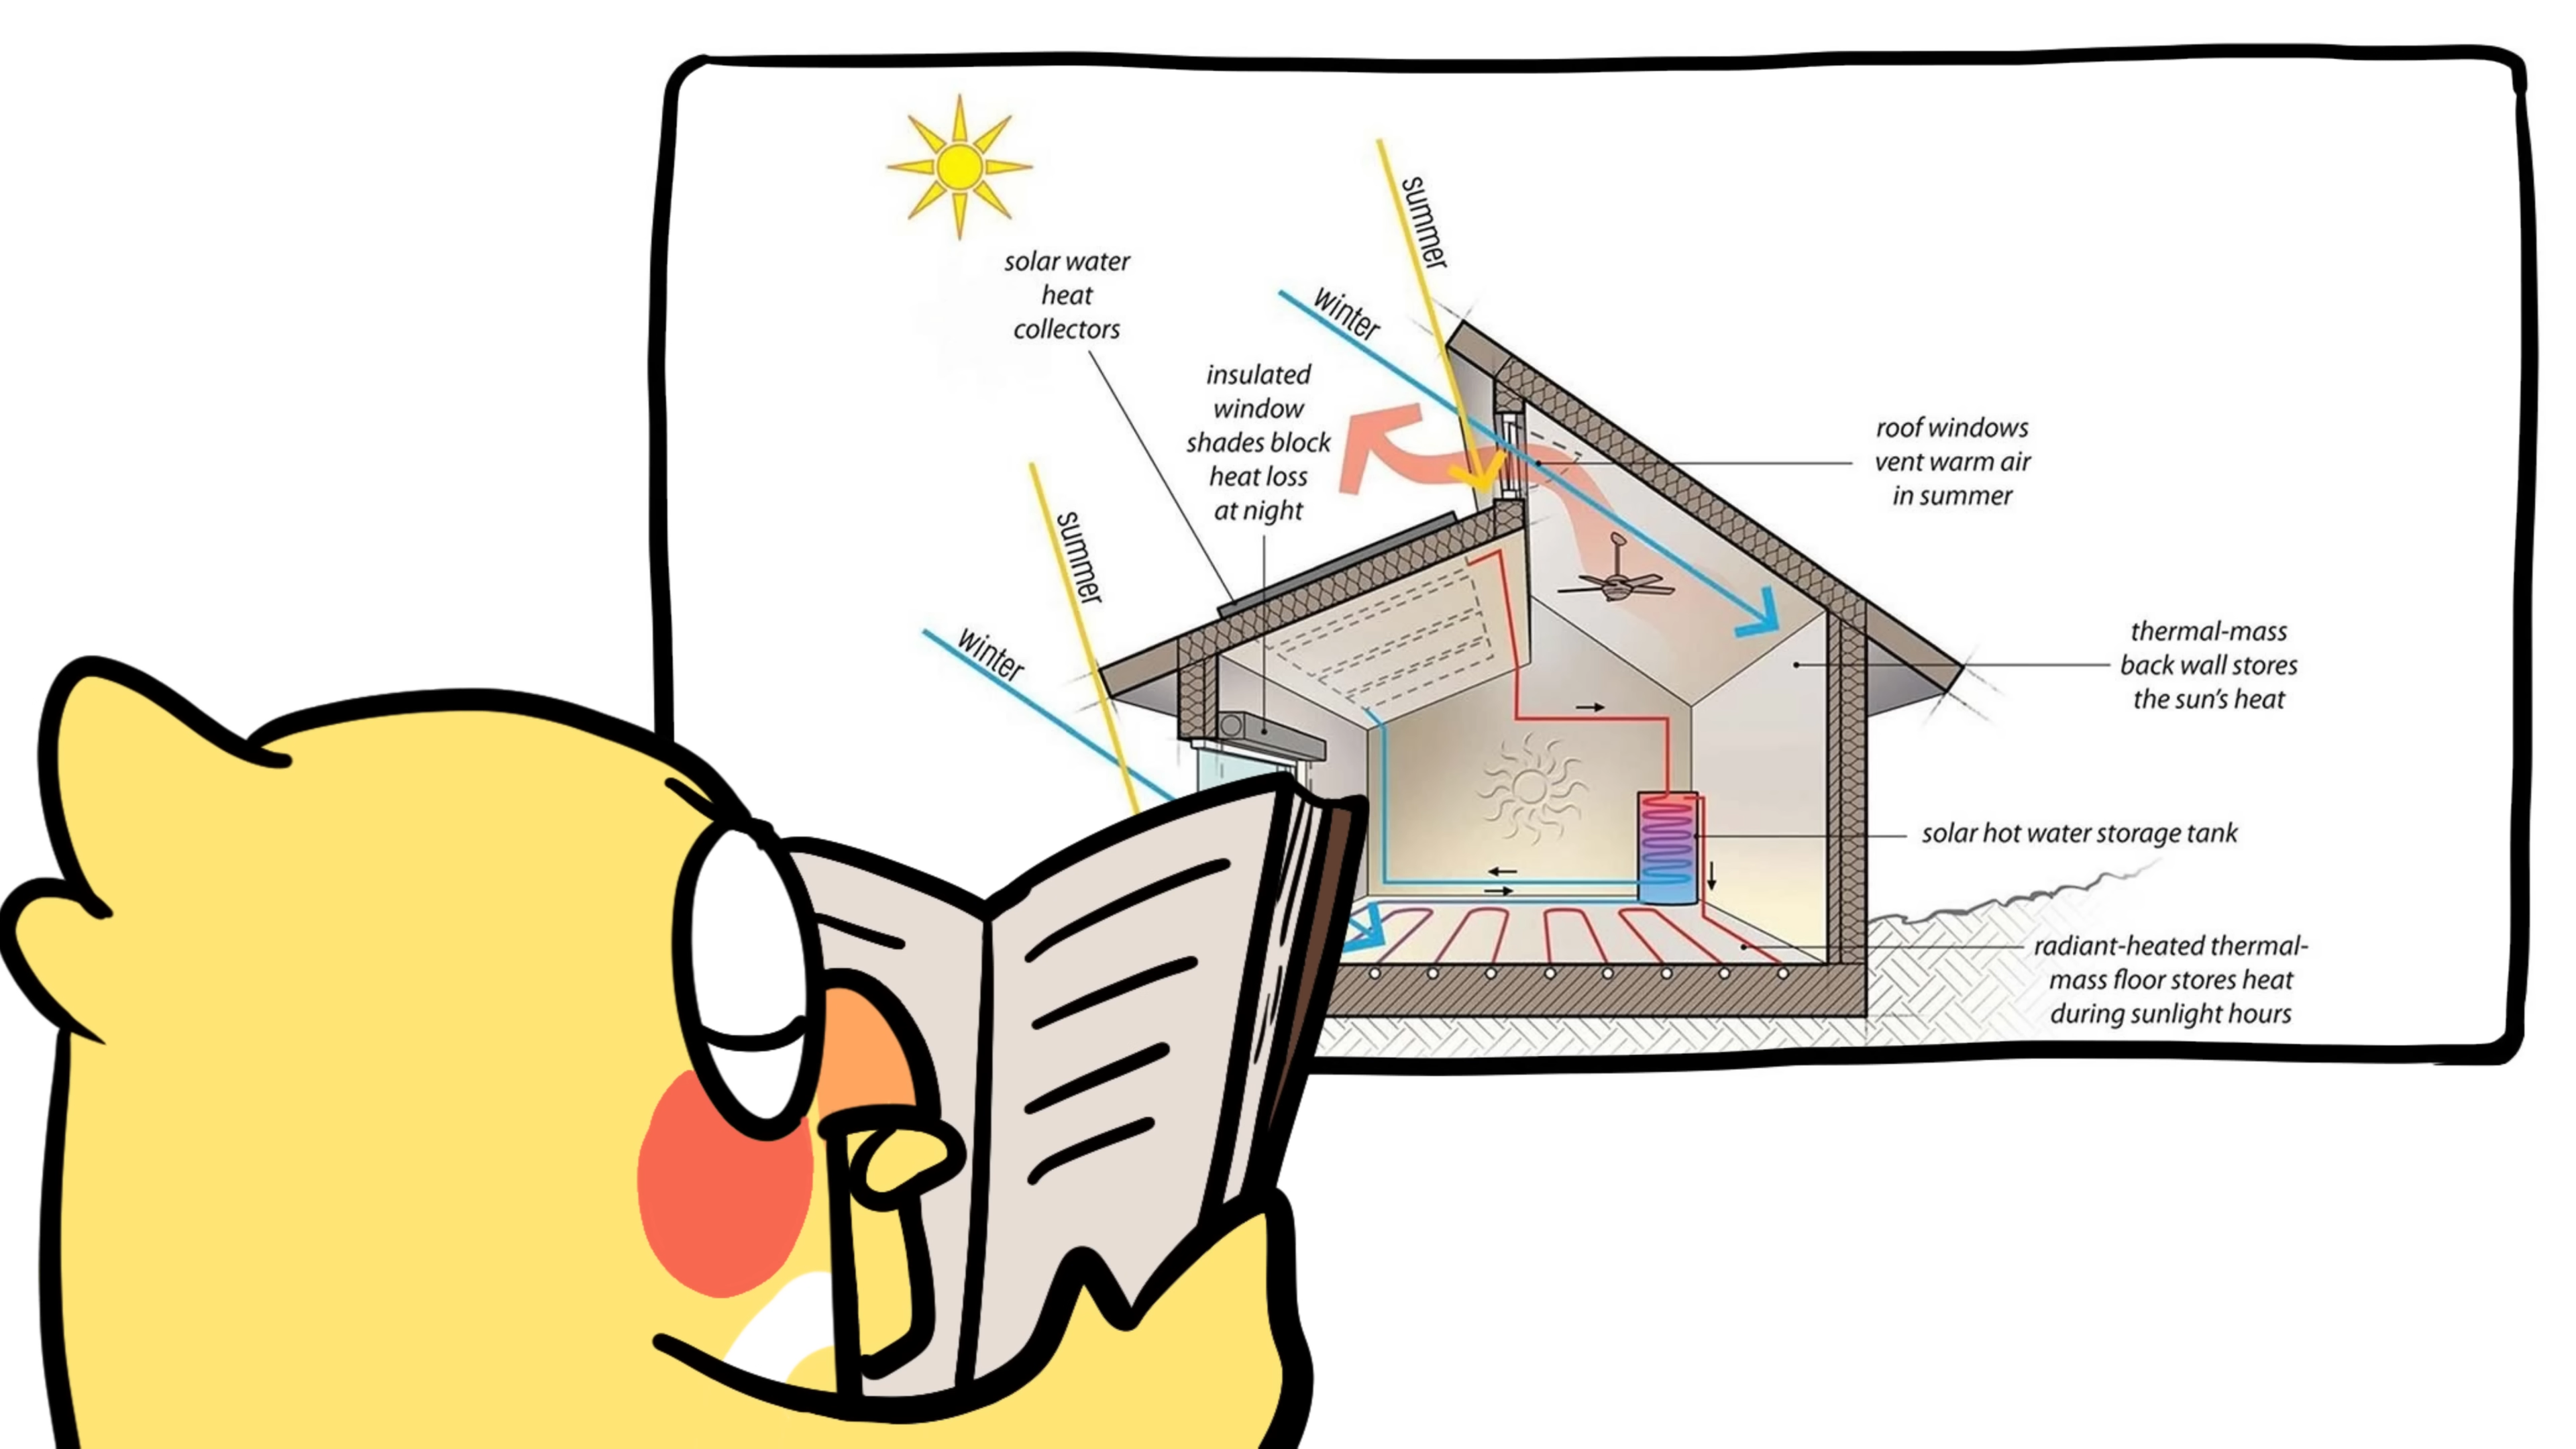 summer
solar water
heat
collectors
winter
insulated
window
shades block
heat loss
at night
roof windows
vent warm air
in summer
summer
winter
thermal-mass
back wall stores
the sun's heat
solar hot water storage tank
radiant-heated thermal-
mass floor stores heat
during sunlight hours